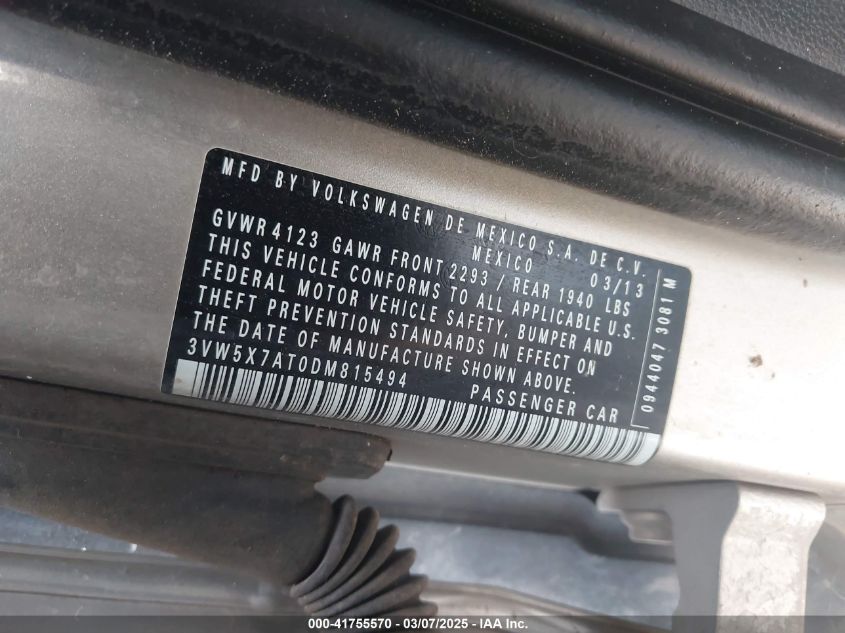 MFD BY VOLKSWAGEN DE MEXICO S.A. DE C.V.
MEXICO
GVWR 4123 GAWR FRONT 2293 / REAR 1940 LBS 03/13
THIS VEHICLE CONFORMS TO ALL APPLICABLE U.S.
FEDERAL MOTOR VEHICLE SAFETY, BUMPER AND
THEFT PREVENTION STANDARDS IN EFFECT ON
THE DATE OF MANUFACTURE SHOWN ABOVE.
3VW5X7AT0DM815494
PASSENGER CAR
09440473 3081 M
000-41755570 - 03/07/2025 - IAA Inc.